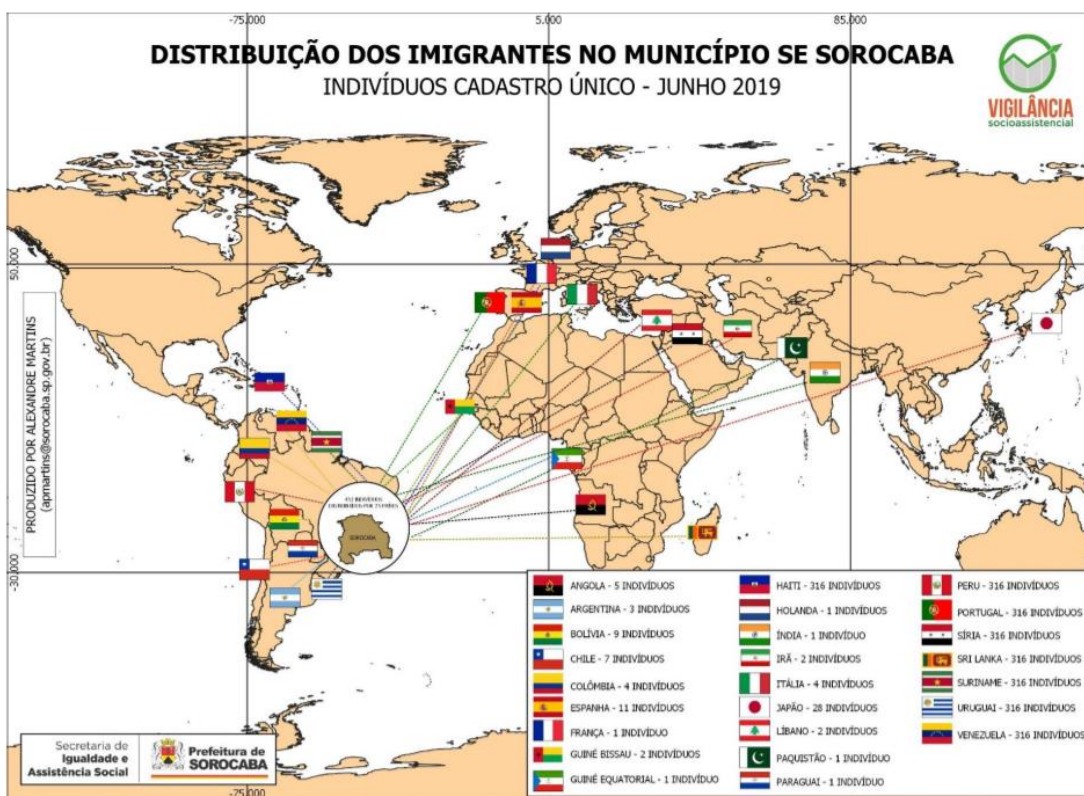 -75.000
5.000
85.000
DISTRIBUIÇÃO DOS IMIGRANTES NO MUNICÍPIO SE SOROCABA
INDIVÍDUOS CADASTRO ÚNICO - JUNHO 2019
VIGILÂNCIA
socioassistencial
50.000
-30.000
PRODUZIDO POR ALEXANDRE MARTINS
(apmartins@sorocaba.sp.gov.br)
INDIVÍDUOS
DISTRIBUIDOS POR 25 PAÍSES
SOROCABA
ANGOLA - 5 INDIVÍDUOS
ARGENTINA - 3 INDIVÍDUOS
BOLÍVIA - 9 INDIVÍDUOS
CHILE - 7 INDIVÍDUOS
COLÔMBIA - 4 INDIVÍDUOS
ESPANHA - 11 INDIVÍDUOS
FRANÇA - 1 INDIVÍDUO
GUINÉ BISSAU - 2 INDIVÍDUOS
GUINÉ EQUATORIAL - 1 INDIVÍDUO
HAITI - 316 INDIVÍDUOS
HOLANDA - 1 INDIVÍDUOS
ÍNDIA - 1 INDIVÍDUO
IRÃ - 2 INDIVÍDUOS
ITÁLIA - 4 INDIVÍDUOS
JAPÃO - 28 INDIVÍDUOS
LÍBANO - 2 INDIVÍDUOS
PAQUISTÃO - 1 INDIVÍDUO
PARAGUAI - 1 INDIVÍDUO
PERU - 316 INDIVÍDUOS
PORTUGAL - 316 INDIVÍDUOS
SÍRIA - 316 INDIVÍDUOS
SRI LANKA - 316 INDIVÍDUOS
SURINAME - 316 INDIVÍDUOS
URUGUAI - 316 INDIVÍDUOS
VENEZUELA - 316 INDIVÍDUOS
Secretaria de
Igualdade e
Assistência Social
Prefeitura de
SOROCABA
-75.000